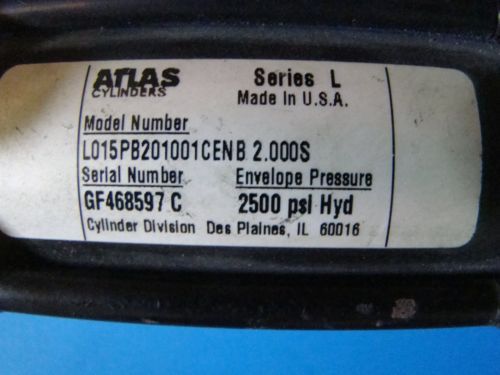 ATLAS Series L
CYLINDERS Made In U.S.A.
Model Number
L015PB201001CENB 2.000S
Serial Number Envelope Pressure
GF468597 C 2500 psi Hyd
Cylinder Division Des Plaines, IL 60016